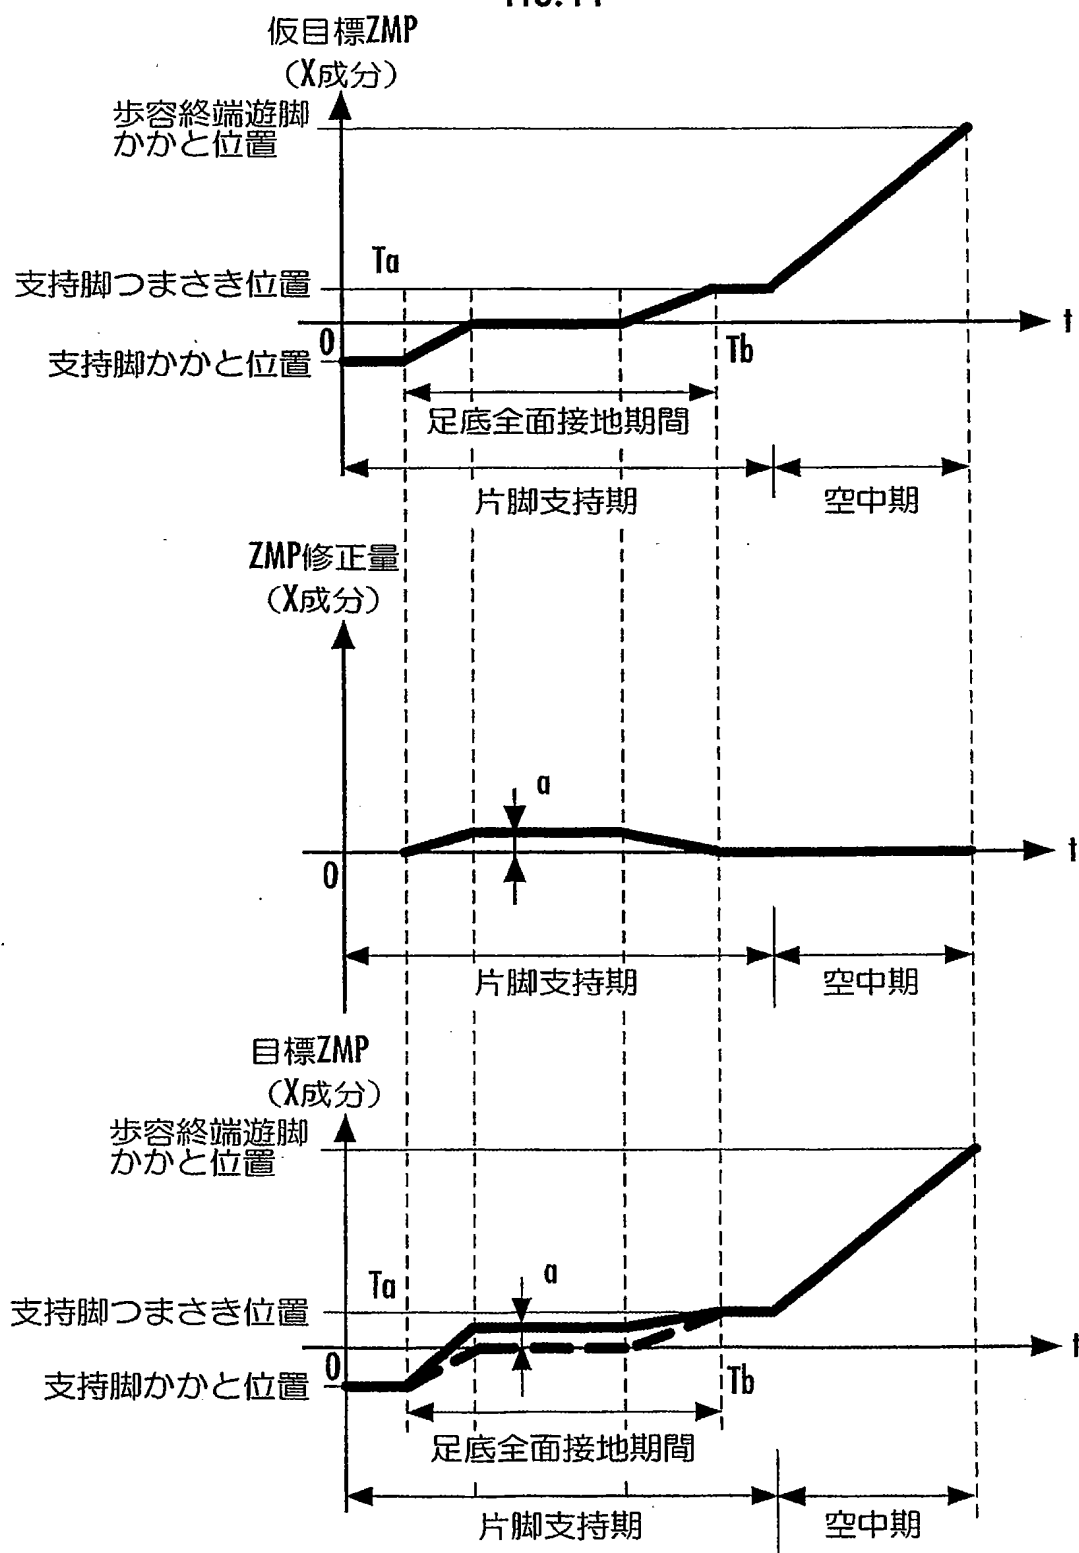 仮目標ZMP
（X成分）
歩容終端遊脚
かかと位置
Ta
支持脚つまさき位置
0
t
Tb
支持脚かかと位置
足底全面接地期間
片脚支持期
空中期
ZMP修正量
（X成分）
a
0
t
片脚支持期
空中期
目標ZMP
（X成分）
歩容終端遊脚
かかと位置
Ta
a
支持脚つまさき位置
0
t
Tb
支持脚かかと位置
足底全面接地期間
片脚支持期
空中期